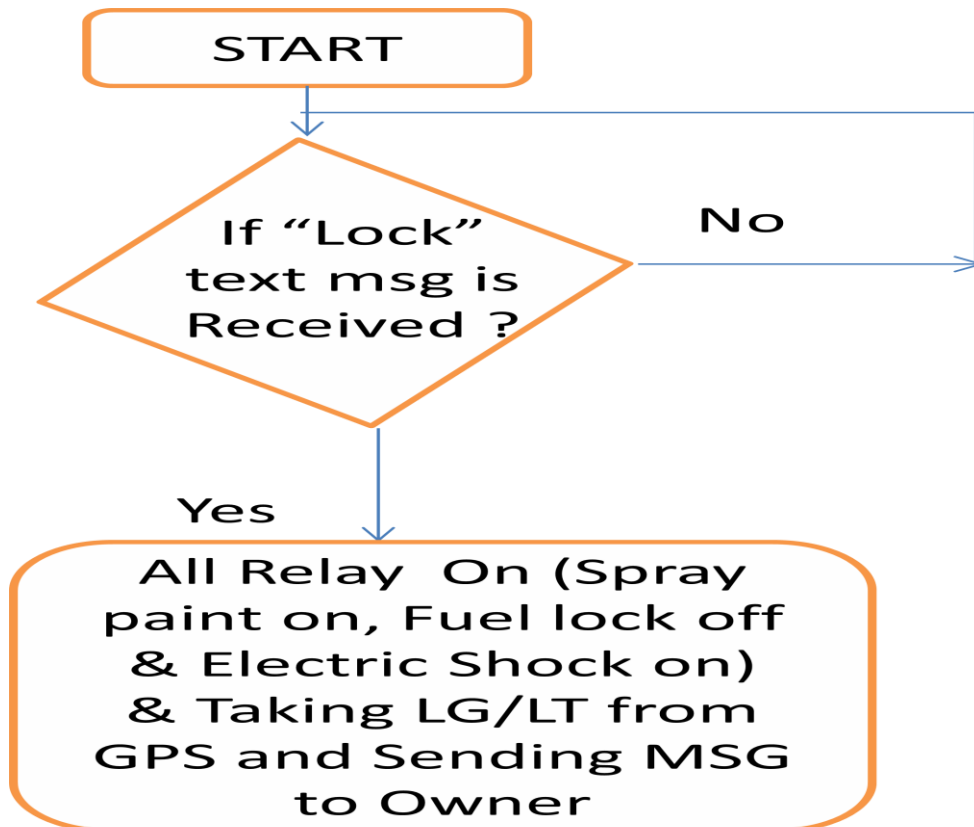 START
If “Lock”
text msg is
Received ?
No
Yes
All Relay On (Spray
paint on, Fuel lock off
& Electric Shock on)
& Taking LG/LT from
GPS and Sending MSG
to Owner